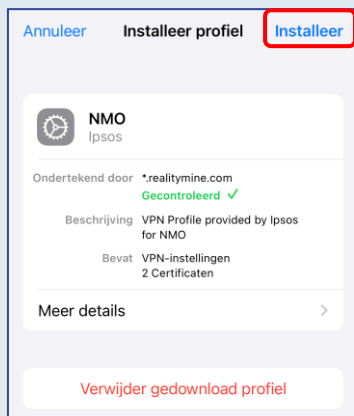 Annuleer Installeer profiel Installeer
NMO
Ipsos
Ondertekend door *.realitymine.com
Gecontroleerd ✓
Beschrijving VPN Profile provided by Ipsos
for NMO
Bevat VPN-instellingen
2 Certificaten
Meer details
Verwijder gedownload profiel